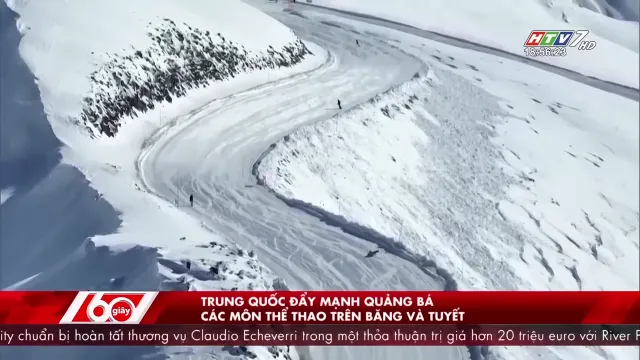 HTV7 HD
18:56:23
60 giây
TRUNG QUỐC ĐẨY MẠNH QUẢNG BÁ
CÁC MÔN THỂ THAO TRÊN BĂNG VÀ TUYẾT
ity chuẩn bị hoàn tất thương vụ Claudio Echeverri trong một thỏa thuận trị giá hơn 20 triệu euro với River